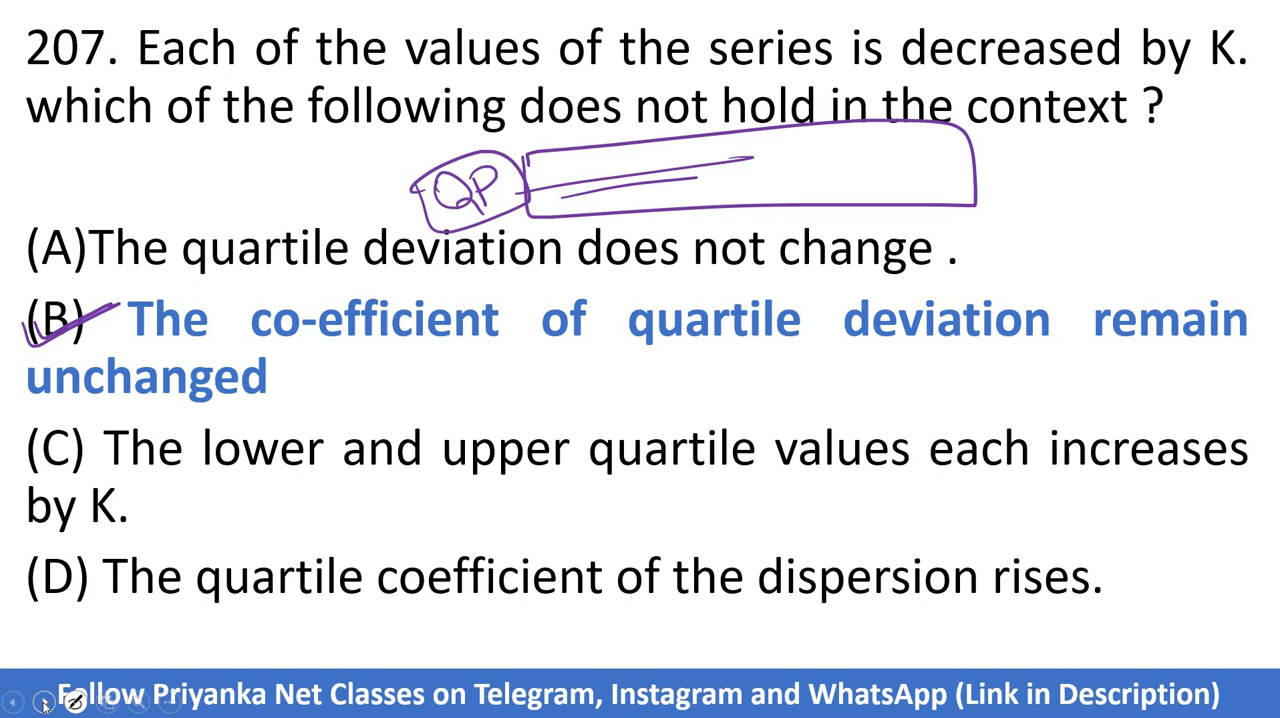 207. Each of the values of the series is decreased by K.
which of the following does not hold in the context ?
QP
(A)The quartile deviation does not change .
(B) The co-efficient of quartile deviation remain
unchanged
(C) The lower and upper quartile values each increases
by K.
(D) The quartile coefficient of the dispersion rises.
Follow Priyanka Net Classes on Telegram, Instagram and WhatsApp (Link in Description)